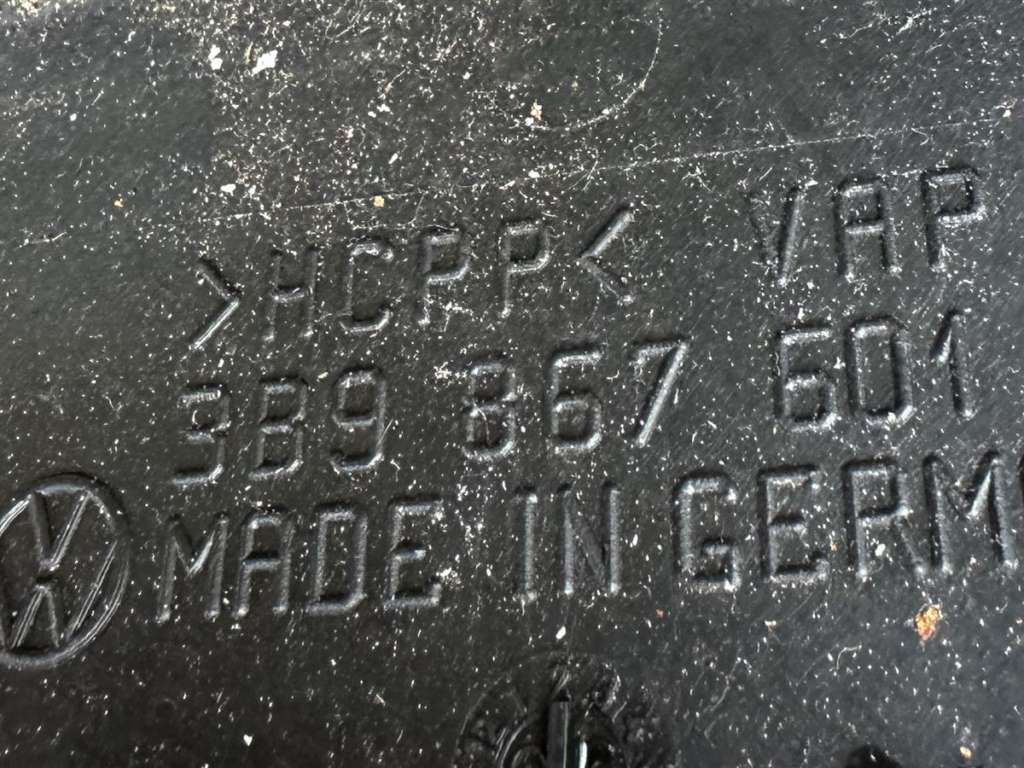 >HCPP< VAP
3B9 867 601
MADE IN GERM